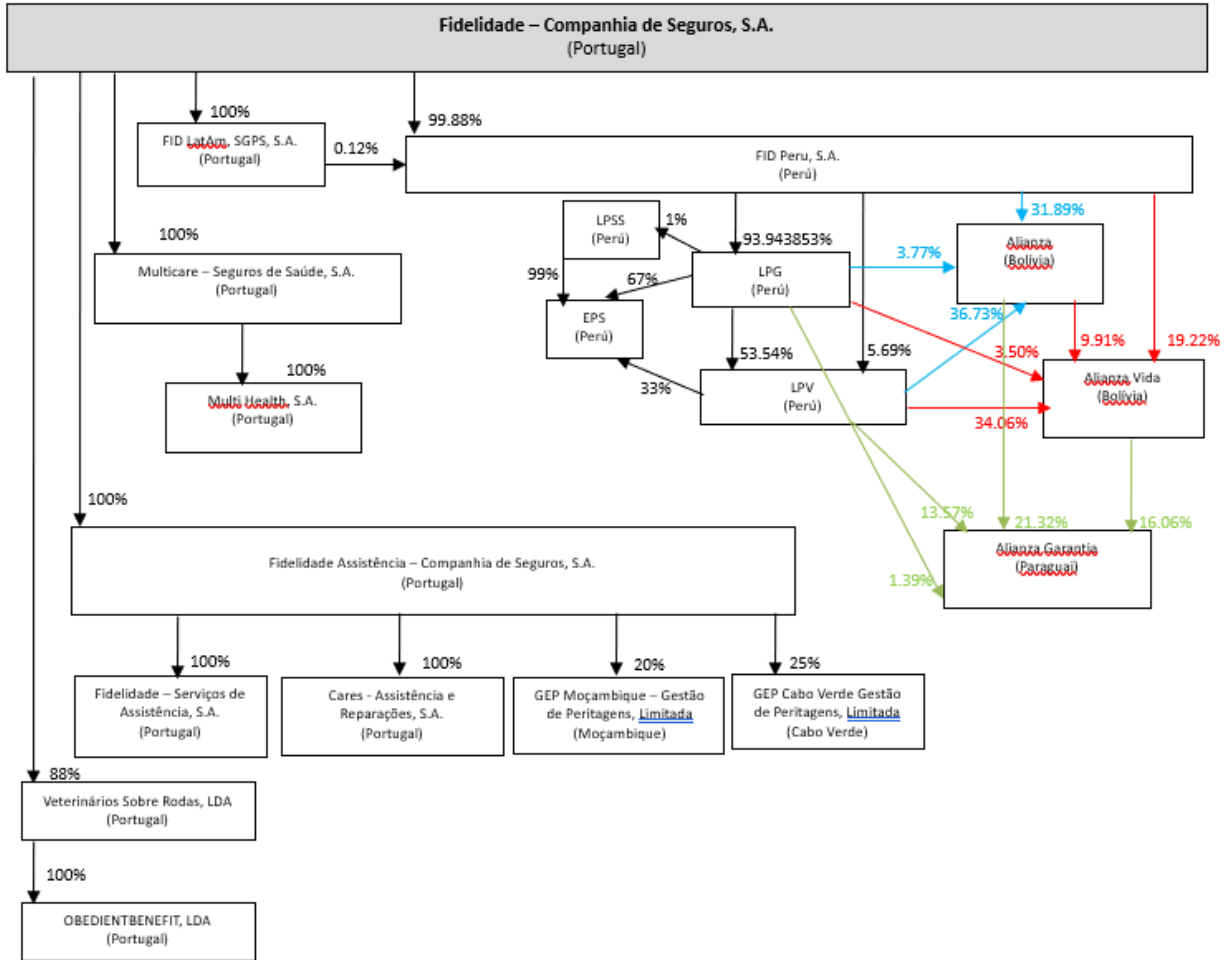 Fidelidade – Companhia de Seguros, S.A.
(Portugal)
100%
99.88%
FID LatAm, SGPS, S.A.
(Portugal)
0.12%
FID Peru, S.A.
(Perú)
100%
Multicare – Seguros de Saúde, S.A.
(Portugal)
LPSS
(Perú)
1%
93.943853%
31.89%
Alianza
(Bolívia)
3.77%
LPG
(Perú)
99%
67%
EPS
(Perú)
36.73%
53.54%
5.69%
3.50%
9.91%
19.22%
100%
Multi Health, S.A.
(Portugal)
33%
LPV
(Perú)
34.06%
Alianza Vida
(Bolívia)
100%
13.57%
21.32%
16.06%
Fidelidade Assistência – Companhia de Seguros, S.A.
(Portugal)
1.39%
Alianza Garantia
(Paraguai)
100%
100%
20%
25%
Fidelidade – Serviços de
Assistência, S.A.
(Portugal)
Cares - Assistência e
Reparações, S.A.
(Portugal)
GEP Moçambique – Gestão
de Peritagens, Limitada
(Moçambique)
GEP Cabo Verde Gestão
de Peritagens, Limitada
(Cabo Verde)
88%
Veterinários Sobre Rodas, LDA
(Portugal)
100%
OBEDIENTBENEFIT, LDA
(Portugal)